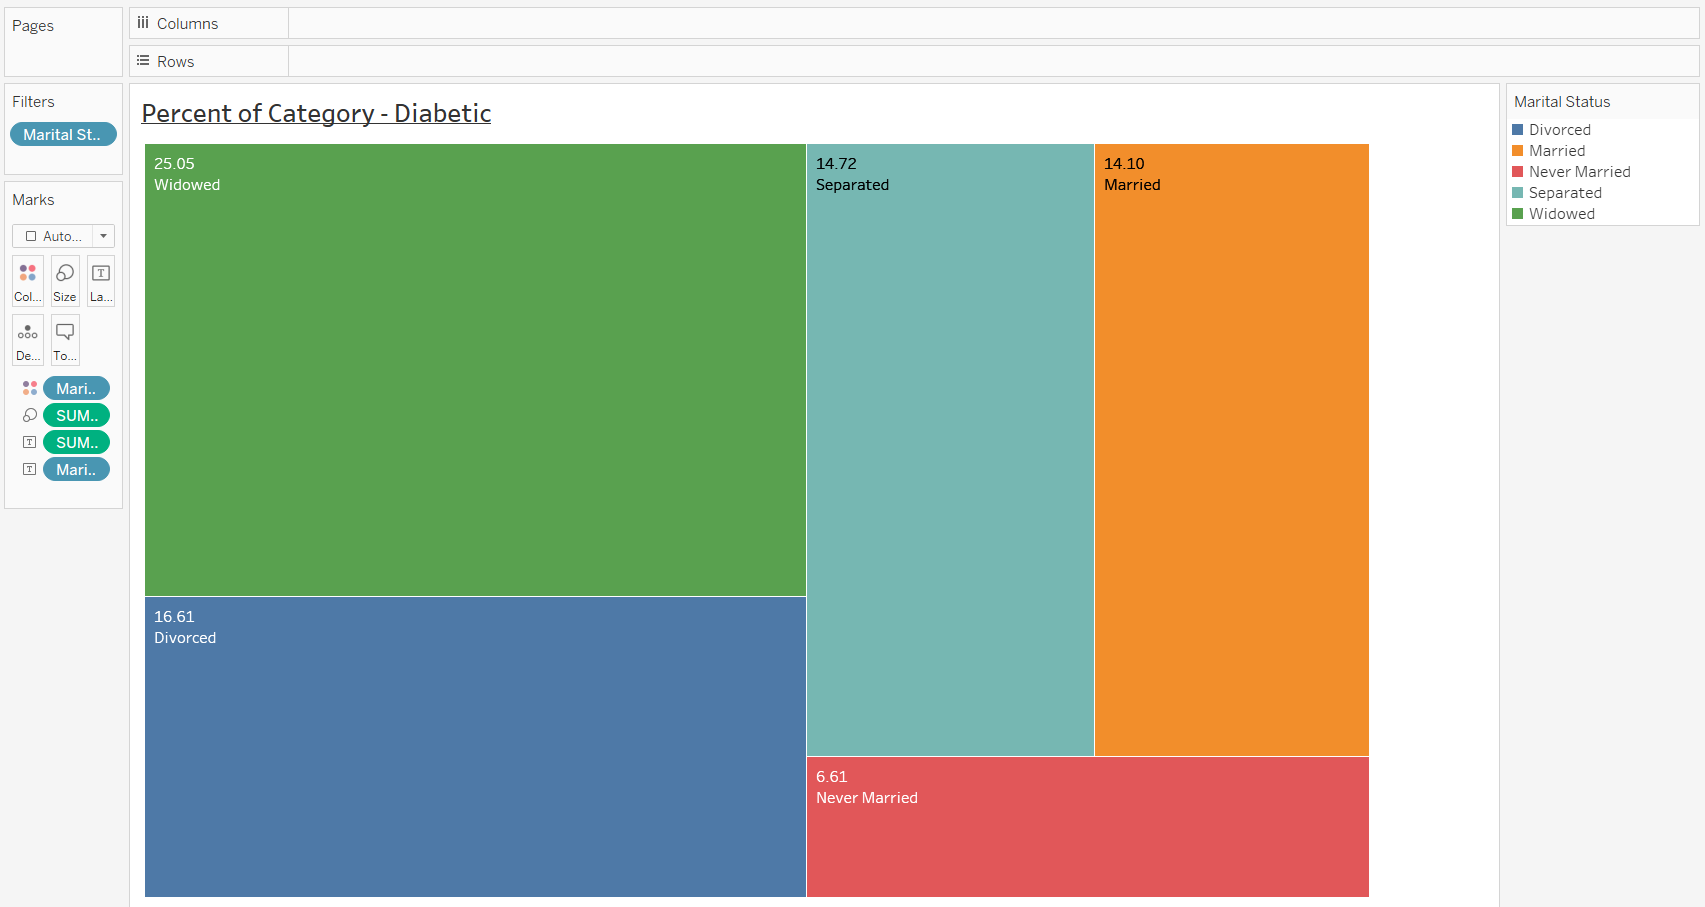 Pages
Columns
Rows
Filters
Marital St..
Marks
Auto...
Col...
Size
La...
De...
To...
Mari..
SUM..
SUM..
Mari..
Percent of Category - Diabetic
25.05
Widowed
16.61
Divorced
14.72
Separated
14.10
Married
6.61
Never Married
Marital Status
Divorced
Married
Never Married
Separated
Widowed